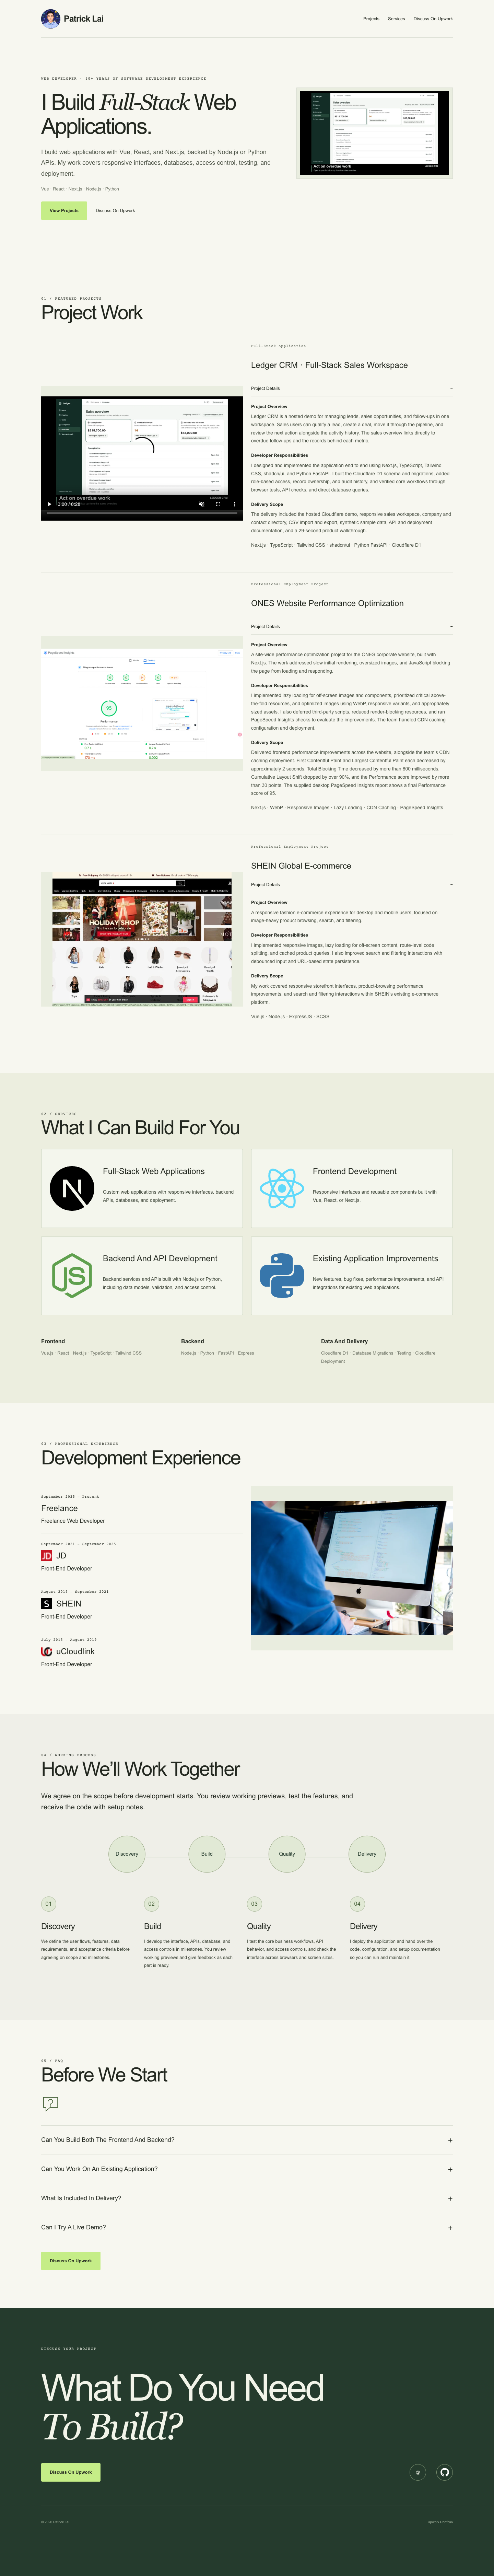 Patrick Lai
Projects
Services
Discuss On Upwork
WEB DEVELOPER · 10+ YEARS OF SOFTWARE DEVELOPMENT EXPERIENCE
I Build Full-Stack Web
Applications.
I build web applications with Vue, React, and Next.js, backed by Node.js or Python
APIs. My work covers responsive interfaces, databases, access control, testing, and
deployment.
Vue · React · Next.js · Node.js · Python
View Projects
Discuss On Upwork
01 / FEATURED PROJECTS
Project Work
Full-Stack Application
Ledger CRM · Full-Stack Sales Workspace
Project Details
–
Sales overview
Act on overdue work
0:00 / 0:28
Project Overview
Ledger CRM is a hosted demo for managing leads, sales opportunities, and follow-ups in one
workspace. Sales users can qualify a lead, create a deal, move it through the pipeline, and
review the next action alongside the activity history. The sales overview links directly to
overdue follow-ups and the records behind each metric.
Developer Responsibilities
I designed and implemented the application end to end using Next.js, TypeScript, Tailwind
CSS, shadcn/ui, and Python FastAPI. I built the Cloudflare D1 schema and migrations, added
role-based access, record ownership, and audit history, and verified core workflows through
browser tests, API checks, and direct database queries.
Delivery Scope
The delivery included the hosted Cloudflare demo, responsive sales workspace, company and
contact directory, CSV import and export, synthetic sample data, API and deployment
documentation, and a 29-second product walkthrough.
Next.js · TypeScript · Tailwind CSS · shadcn/ui · Python FastAPI · Cloudflare D1
Professional Employment Project
ONES Website Performance Optimization
Project Details
–
PageSpeed Insights
95
Performance
Project Overview
A site-wide performance optimization project for the ONES corporate website, built with
Next.js. The work addressed slow initial rendering, oversized images, and JavaScript blocking
the page from loading and rendering.
Developer Responsibilities
I implemented lazy loading for off-screen images and components, prioritized critical above-
the-fold resources, and optimized images using WebP, responsive variants, and appropriately
sized assets. I also deferred third-party scripts, reduced render-blocking resources, and ran
PageSpeed Insights checks to evaluate the improvements. The team handled CDN caching
configuration and deployment.
Delivery Scope
Delivered frontend performance improvements across the website, alongside the team's CDN
caching deployment. First Contentful Paint and Largest Contentful Paint each decreased by
approximately 2 seconds. Total Blocking Time decreased by more than 800 milliseconds,
Cumulative Layout Shift dropped by over 90%, and the Performance score improved by more
than 30 points. The supplied desktop PageSpeed Insights report shows a final Performance
score of 95.
Next.js · WebP · Responsive Images · Lazy Loading · CDN Caching · PageSpeed Insights
Professional Employment Project
SHEIN Global E-commerce
Project Details
–
HOLIDAY SHOP
Project Overview
A responsive fashion e-commerce experience for desktop and mobile users, focused on
image-heavy product browsing, search, and filtering.
Developer Responsibilities
I implemented responsive images, lazy loading for off-screen content, route-level code
splitting, and cached product queries. I also improved search and filtering interactions with
debounced input and URL-based state persistence.
Delivery Scope
My work covered responsive storefront interfaces, product-browsing performance
improvements, and search and filtering interactions within SHEIN's existing e-commerce
platform.
Vue.js · Node.js · ExpressJS · SCSS
02 / SERVICES
What I Can Build For You
Full-Stack Web Applications
Custom web applications with responsive interfaces, backend
APIs, databases, and deployment.
Frontend Development
Responsive interfaces and reusable components built with
Vue, React, or Next.js.
Backend And API Development
Backend services and APIs built with Node.js or Python,
including data models, validation, and access control.
Existing Application Improvements
New features, bug fixes, performance improvements, and API
integrations for existing web applications.
Frontend
Vue.js · React · Next.js · TypeScript · Tailwind CSS
Backend
Node.js · Python · FastAPI · Express
Data And Delivery
Cloudflare D1 · Database Migrations · Testing · Cloudflare
Deployment
03 / PROFESSIONAL EXPERIENCE
Development Experience
September 2025 – Present
Freelance
Freelance Web Developer
September 2021 – September 2025
JD
JD
Front-End Developer
August 2019 – September 2021
S
SHEIN
Front-End Developer
July 2015 – August 2019
uCloudlink
Front-End Developer
04 / WORKING PROCESS
How We'll Work Together
We agree on the scope before development starts. You review working previews, test the features, and
receive the code with setup notes.
Discovery
Build
Quality
Delivery
01
02
03
04
Discovery
We define the user flows, features, data
requirements, and acceptance criteria before
agreeing on scope and milestones.
Build
I develop the interface, APIs, database, and
access controls in milestones. You review
working previews and give feedback as each
part is ready.
Quality
I test the core business workflows, API
behavior, and access controls, and check the
interface across browsers and screen sizes.
Delivery
I deploy the application and hand over the
code, configuration, and setup documentation
so you can run and maintain it.
05 / FAQ
Before We Start
?
Can You Build Both The Frontend And Backend?
+
Can You Work On An Existing Application?
+
What Is Included In Delivery?
+
Can I Try A Live Demo?
+
Discuss On Upwork
DISCUSS YOUR PROJECT
What Do You Need
To Build?
Discuss On Upwork
@
© 2026 Patrick Lai
Upwork Portfolio